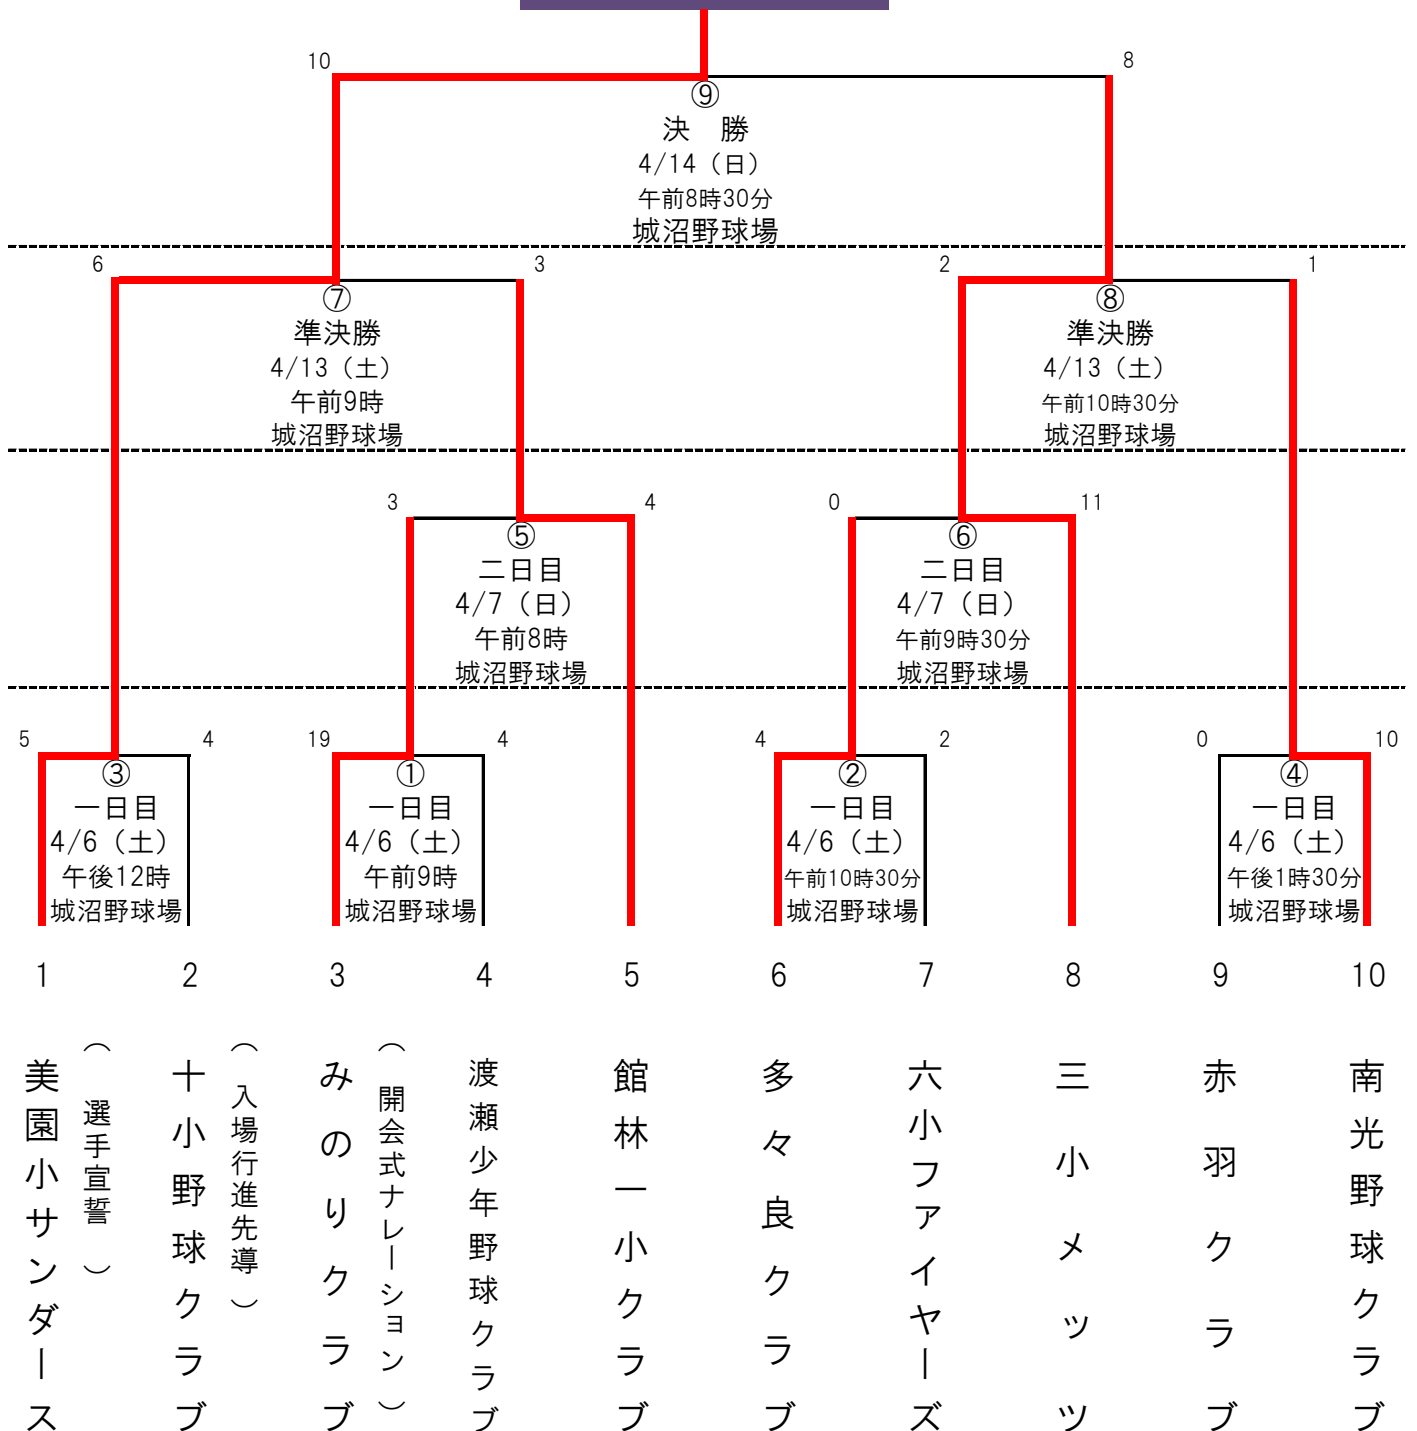 10
8
⑨
決　勝
4/14（日）
午前8時30分
城沼野球場
6
3
2
1
⑦
準決勝
4/13（土）
午前9時
城沼野球場
⑧
準決勝
4/13（土）
午前10時30分
城沼野球場
3
4
0
11
⑤
二日目
4/7（日）
午前8時
城沼野球場
⑥
二日目
4/7（日）
午前9時30分
城沼野球場
5
4
19
4
4
2
0
10
③
一日目
4/6（土）
午後12時
城沼野球場
①
一日目
4/6（土）
午前9時
城沼野球場
②
一日目
4/6（土）
午前10時30分
城沼野球場
④
一日目
4/6（土）
午後1時30分
城沼野球場
1
2
3
4
5
6
7
8
9
10
美園小サンダース
（選手宣誓）
十小野球クラブ
（入場行進先導）
みのりクラブ
（開会式ナレーション）
渡瀬少年野球クラブ
館林一小クラブ
多々良クラブ
六小ファイヤーズ
三小メッツ
赤羽クラブ
南光野球クラブ